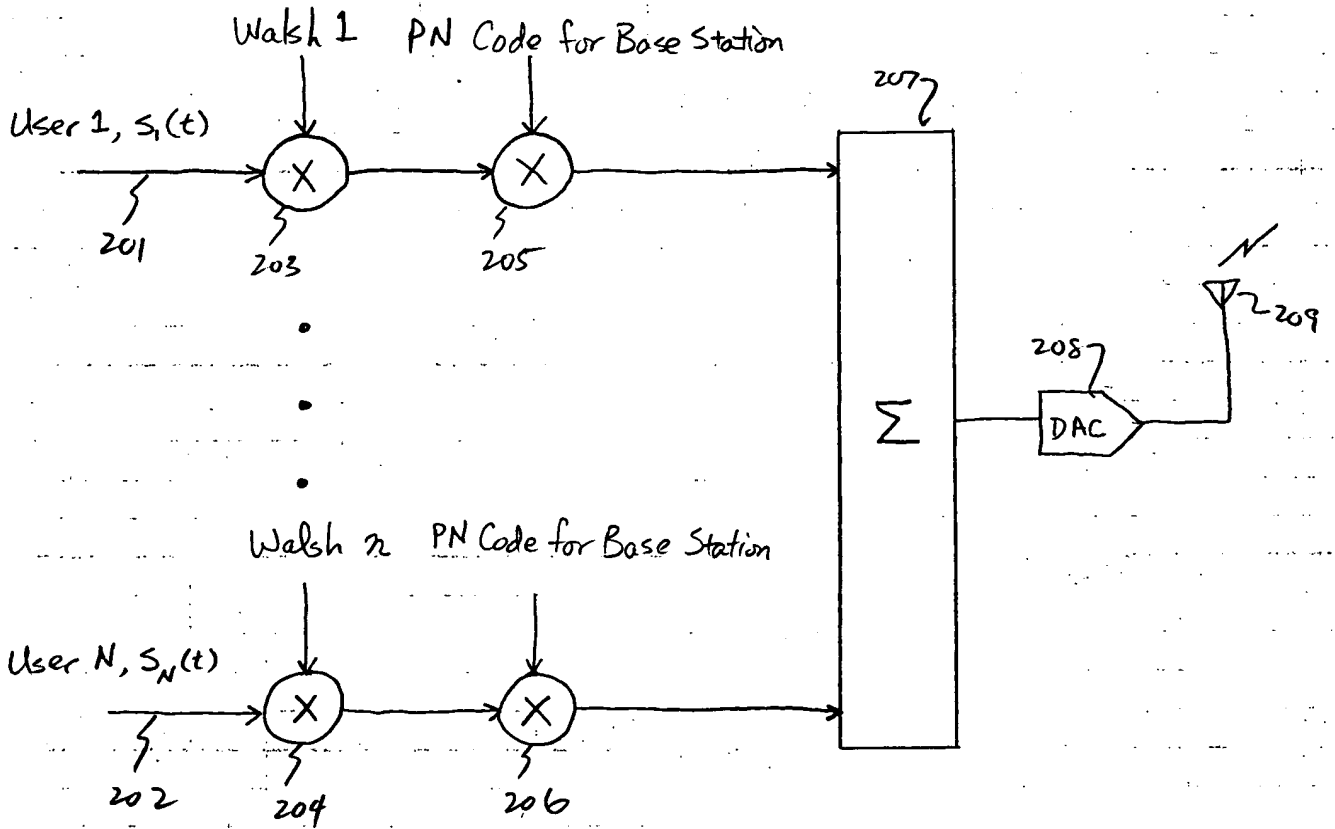 Walsh 1 PN Code for Base Station
207
User 1, S₁(t)
X X
201 203 205
209
208
Σ
DAC
Walsh n PN Code for Base Station
User N, S_N(t)
X X
202 204 206